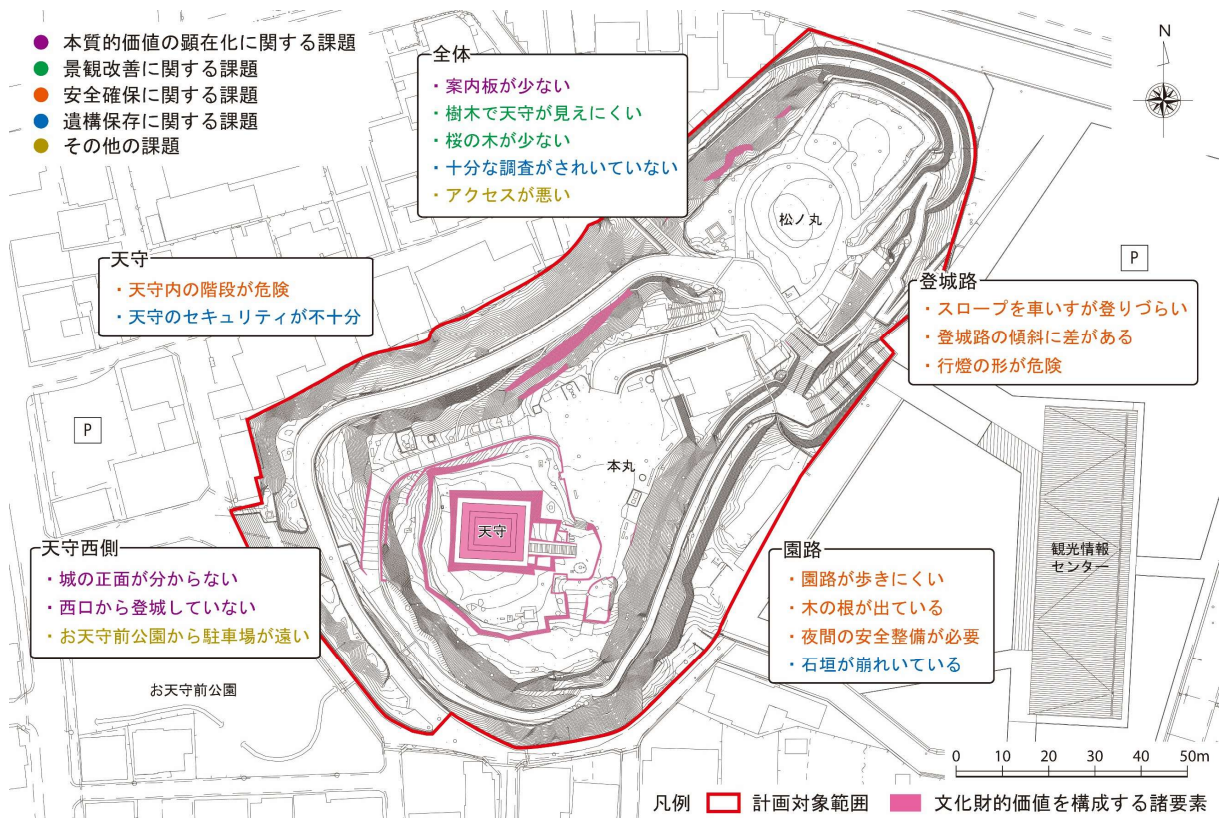 ● 本質的価値の顕在化に関する課題
● 景観改善に関する課題
● 安全確保に関する課題
● 遺構保存に関する課題
● その他の課題
全体
・案内板が少ない
・樹木で天守が見えにくい
・桜の木が少ない
・十分な調査がされいていない
・アクセスが悪い
N
松ノ丸
P
天守
・天守内の階段が危険
・天守のセキュリティが不十分
登城路
・スロープを車いすが登りづらい
・登城路の傾斜に差がある
・行燈の形が危険
P
本丸
天守
天守西側
・城の正面が分からない
・西口から登城していない
・お天守前公園から駐車場が遠い
園路
・園路が歩きにくい
・木の根が出ている
・夜間の安全整備が必要
・石垣が崩れいている
観光情報
センター
お天守前公園
0 10 20 30 40 50m
凡例 計画対象範囲 文化財的価値を構成する諸要素